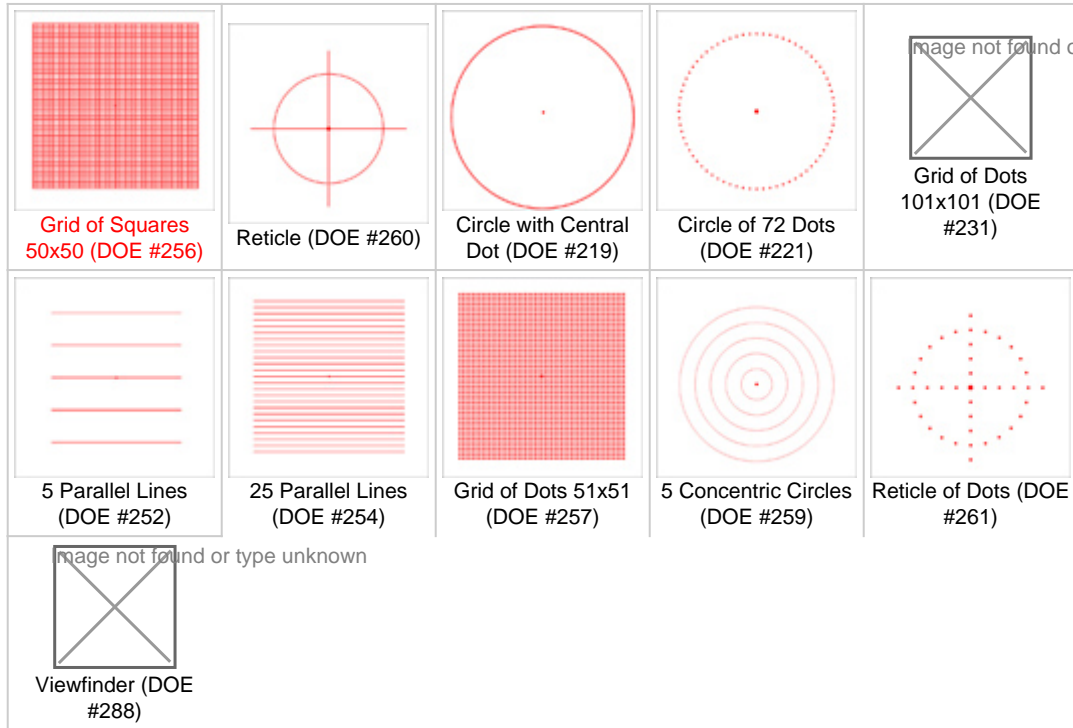 Grid of Squares
50x50 (DOE #256)
Reticle (DOE #260)
Circle with Central
Dot (DOE #219)
Circle of 72 Dots
(DOE #221)
Image not found o
Grid of Dots
101x101 (DOE
#231)
5 Parallel Lines
(DOE #252)
25 Parallel Lines
(DOE #254)
Grid of Dots 51x51
(DOE #257)
5 Concentric Circles
(DOE #259)
Reticle of Dots (DOE
#261)
Image not found or type unknown
Viewfinder (DOE
#288)